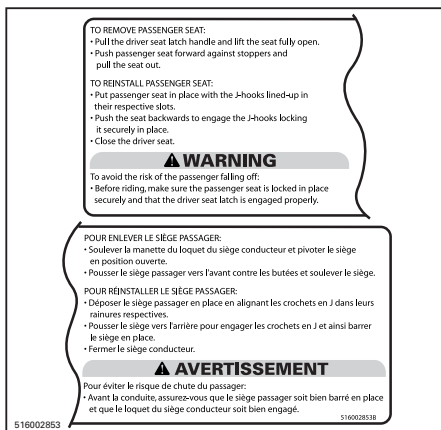 TO REMOVE PASSENGER SEAT:
• Pull the driver seat latch handle and lift the seat fully open.
• Push passenger seat forward against stoppers and
pull the seat out.
TO REINSTALL PASSENGER SEAT:
• Put passenger seat in place with the J-hooks lined-up in
their respective slots.
• Push the seat backwards to engage the J-hooks locking
it securely in place.
• Close the driver seat.
WARNING
To avoid the risk of the passenger falling off:
• Before riding, make sure the passenger seat is locked in place
securely and that the driver seat latch is engaged properly.
POUR ENLEVER LE SIÈGE PASSAGER:
• Soulever la manette du loquet du siège conducteur et pivoter le siège
en position ouverte.
• Pousser le siège passager vers l'avant contre les butées et soulever le siège.
POUR RÉINSTALLER LE SIÈGE PASSAGER:
• Déposer le siège passager en place en alignant les crochets en J dans leurs
rainures respectives.
• Pousser le siège vers l'arrière pour engager les crochets en J et ainsi barrer
le siège en place.
• Fermer le siège conducteur.
AVERTISSEMENT
Pour éviter le risque de chute du passager:
• Avant la conduite, assurez-vous que le siège passager soit bien barré en place
et que le loquet du siège conducteur soit bien engagé.
516002853B
516002853